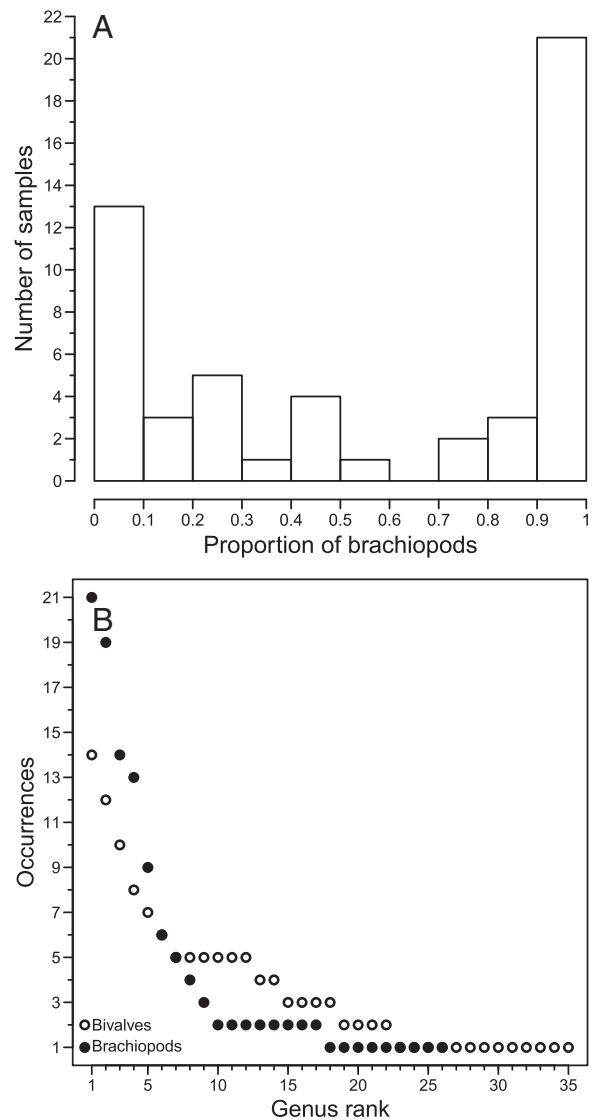 A
22
20
18
16
14
12
10
8
6
4
2
0
Number of samples
0 0.1 0.2 0.3 0.4 0.5 0.6 0.7 0.8 0.9 1
Proportion of brachiopods
B
21
19
17
15
13
11
9
7
5
3
1
Occurrences
Bivalves
Brachiopods
1 5 10 15 20 25 30 35
Genus rank